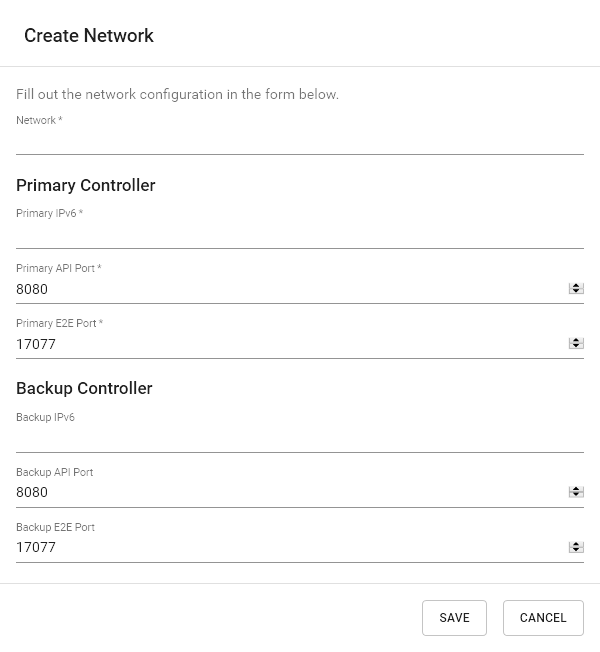 Create Network
Fill out the network configuration in the form below.
Network *
Primary Controller
Primary IPv6 *
Primary API Port *
8080
Primary E2E Port *
17077
Backup Controller
Backup IPv6
Backup API Port
8080
Backup E2E Port
17077
SAVE CANCEL